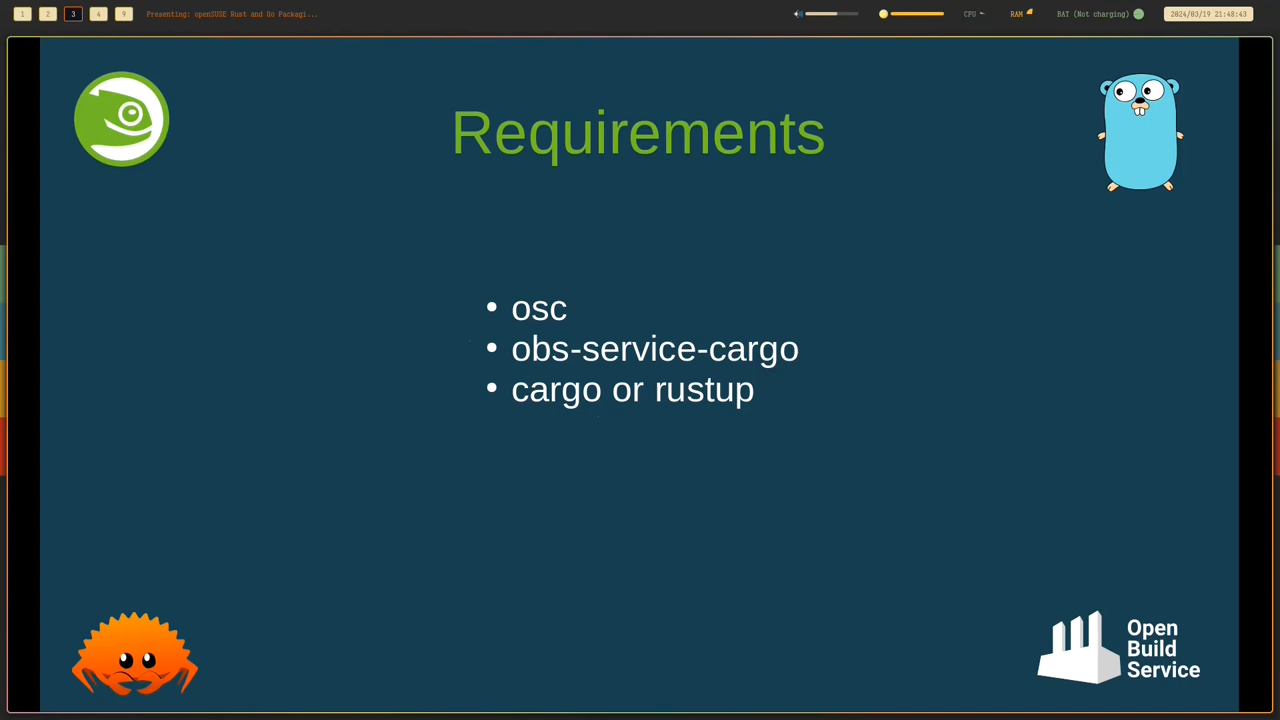 1 2 3 4 9 Presenting: openSUSE Rust and Go Packagi... CPU RAM BAT (Not charging) 2024/03/19 21:48:43
Requirements
• osc
• obs-service-cargo
• cargo or rustup
Open
Build
Service